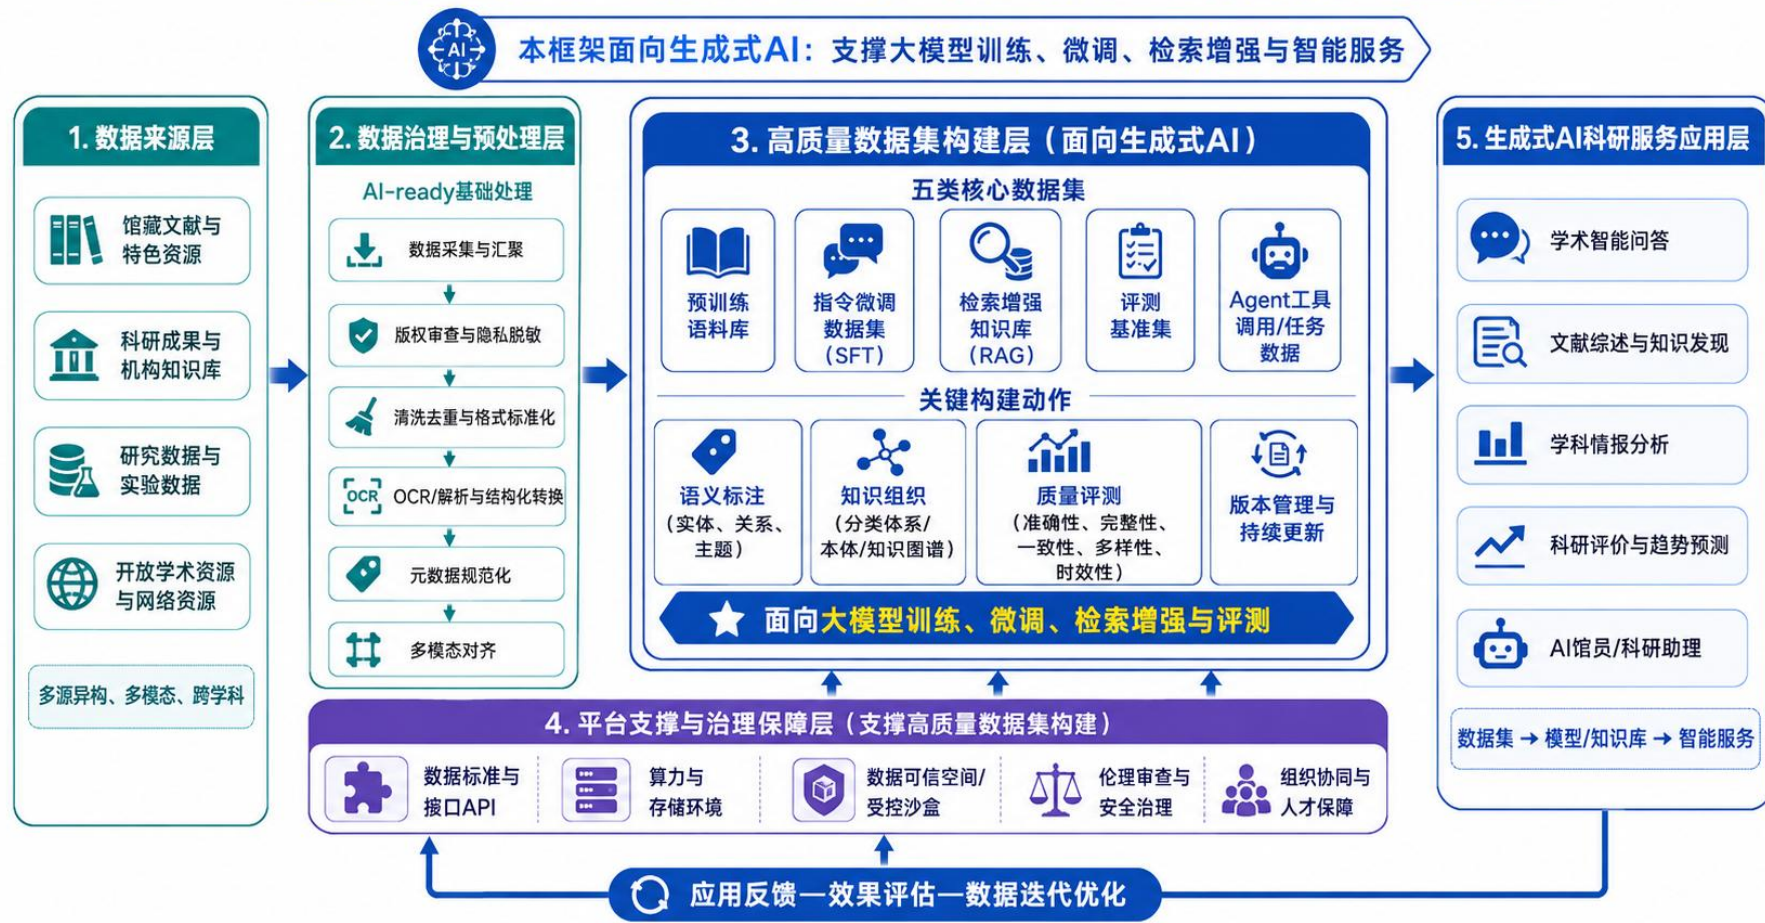 AI
本框架面向生成式AI：支撑大模型训练、微调、检索增强与智能服务
1. 数据来源层
馆藏文献与
特色资源
科研成果与
机构知识库
研究数据与
实验数据
开放学术资源
与网络资源
多源异构、多模态、跨学科
2. 数据治理与预处理层
AI-ready基础处理
数据采集与汇聚
版权审查与隐私脱敏
清洗去重与格式标准化
OCR
OCR/解析与结构化转换
元数据规范化
多模态对齐
3. 高质量数据集构建层（面向生成式AI）
五类核心数据集
预训练
语料库
指令微调
数据集
（SFT）
检索增强
知识库
（RAG）
评测
基准集
Agent工具
调用/任务
数据
关键构建动作
语义标注
（实体、关系、
主题）
知识组织
（分类体系/
本体/知识图谱）
质量评测
（准确性、完整性、
一致性、多样性、
时效性）
版本管理与
持续更新
面向大模型训练、微调、检索增强与评测
4. 平台支撑与治理保障层（支撑高质量数据集构建）
数据标准与
接口API
算力与
存储环境
数据可信空间/
受控沙盒
伦理审查与
安全治理
组织协同与
人才保障
5. 生成式AI科研服务应用层
学术智能问答
文献综述与知识发现
学科情报分析
科研评价与趋势预测
AI馆员/科研助理
数据集 → 模型/知识库 → 智能服务
应用反馈—效果评估—数据迭代优化